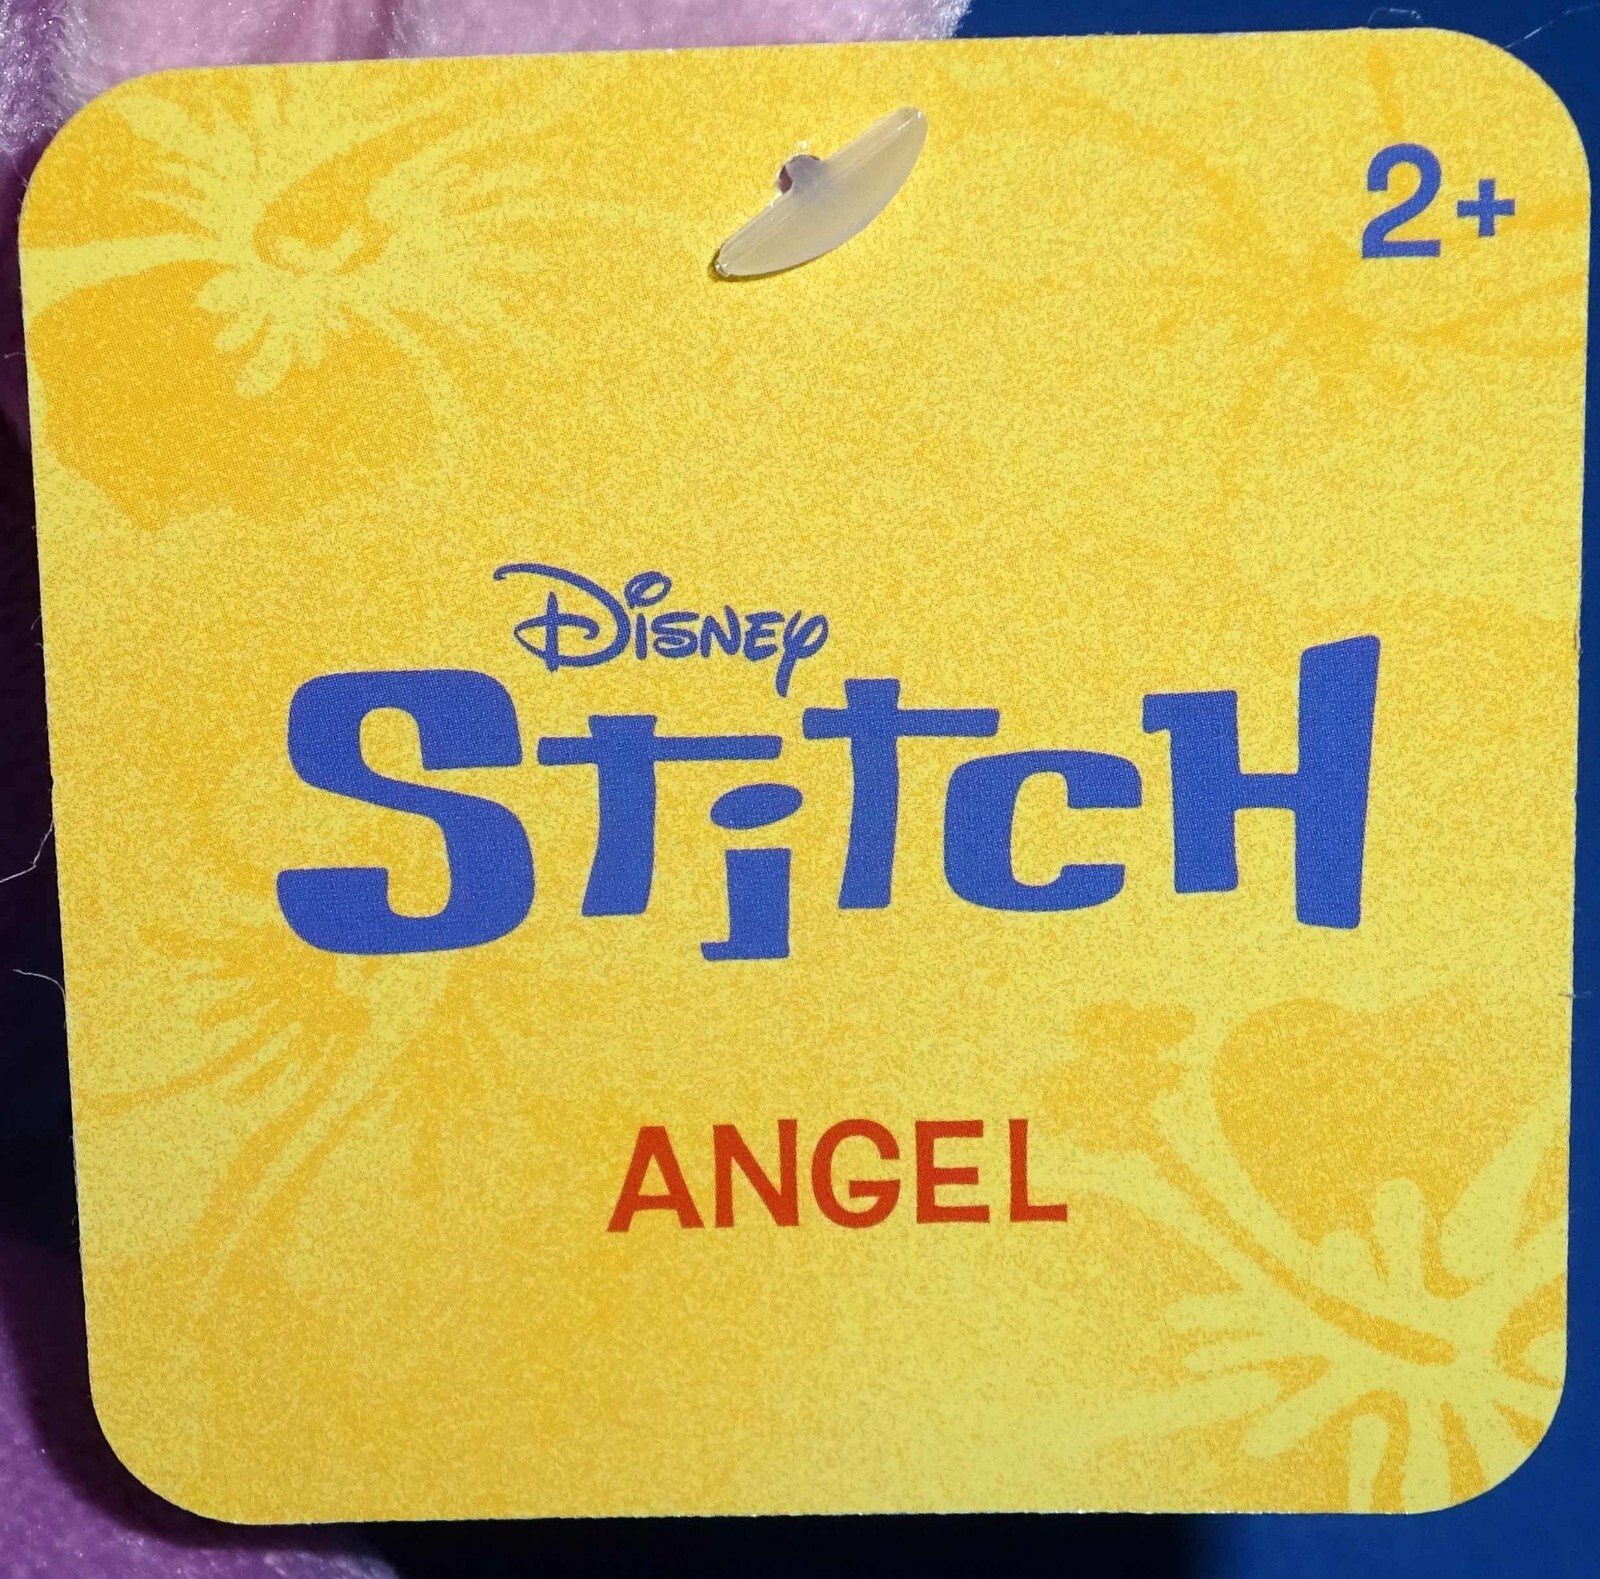 2+
Disney
Stitch
ANGEL